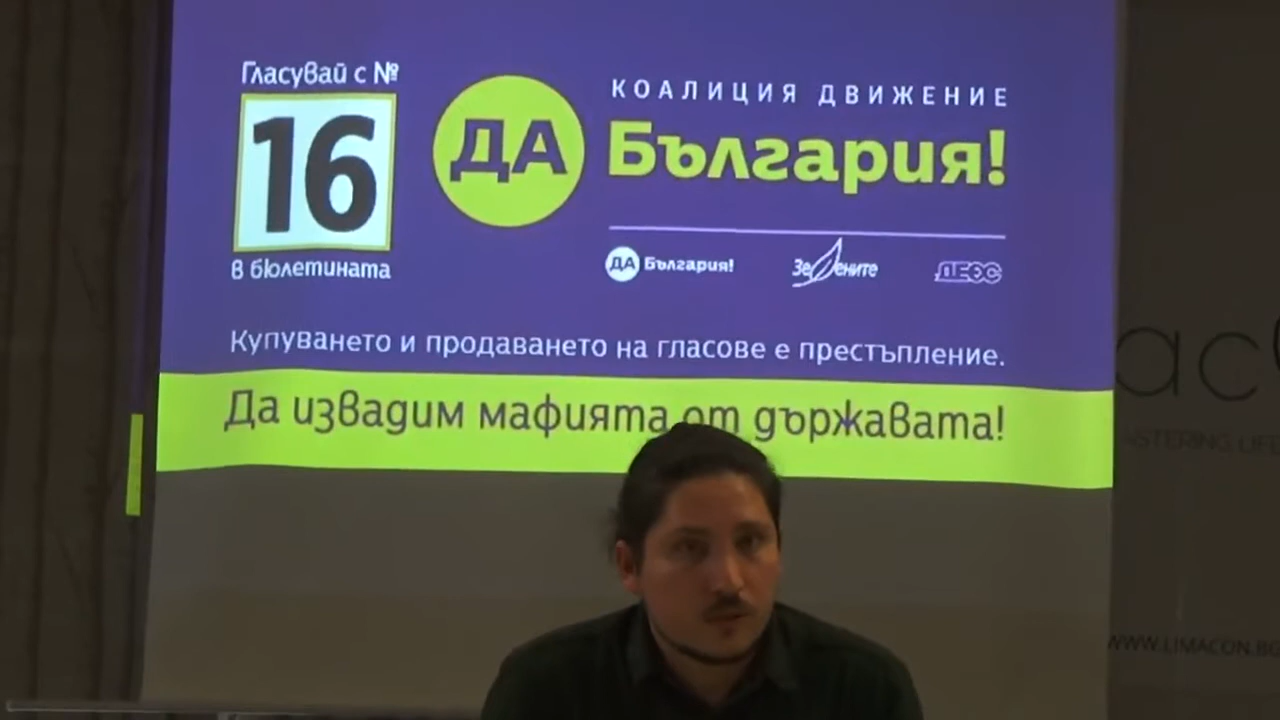 Гласувай с №
16
в бюлетината
ДА
КОАЛИЦИЯ ДВИЖЕНИЕ
България!
ДА България!
Зелените
ДЕОС
Купуването и продаването на гласове е престъпление.
Да извадим мафията от държавата!
WWW.LIMACON.BG